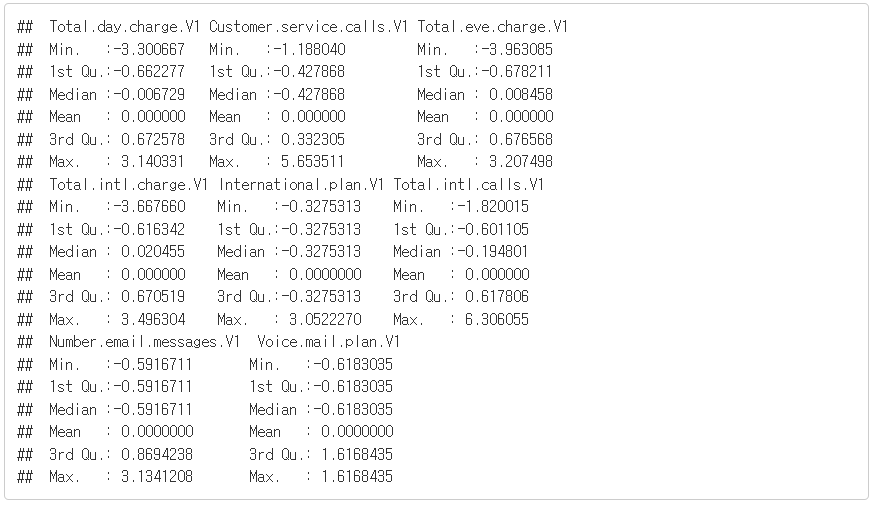 ##  Total.day.charge.V1 Customer.service.calls.V1 Total.eve.charge.V1
##  Min.   :-3.300667   Min.   :-1.188040         Min.   :-3.963085
##  1st Qu.:-0.662277   1st Qu.:-0.427868         1st Qu.:-0.678211
##  Median :-0.006729   Median :-0.427868         Median : 0.008458
##  Mean   : 0.000000   Mean   : 0.000000         Mean   : 0.000000
##  3rd Qu.: 0.672578   3rd Qu.: 0.332305         3rd Qu.: 0.676568
##  Max.   : 3.140331   Max.   : 5.653511         Max.   : 3.207498
##  Total.intl.charge.V1 International.plan.V1 Total.intl.calls.V1
##  Min.   :-3.667660    Min.   :-0.3275313    Min.   :-1.820015
##  1st Qu.:-0.616342    1st Qu.:-0.3275313    1st Qu.:-0.601105
##  Median : 0.020455    Median :-0.3275313    Median :-0.194801
##  Mean   : 0.000000    Mean   : 0.0000000    Mean   : 0.000000
##  3rd Qu.: 0.670519    3rd Qu.:-0.3275313    3rd Qu.: 0.617806
##  Max.   : 3.496304    Max.   : 3.0522270    Max.   : 6.306055
##  Number.email.messages.V1  Voice.mail.plan.V1
##  Min.   :-0.5916711       Min.   :-0.6183035
##  1st Qu.:-0.5916711       1st Qu.:-0.6183035
##  Median :-0.5916711       Median :-0.6183035
##  Mean   : 0.0000000       Mean   : 0.0000000
##  3rd Qu.: 0.8694238       3rd Qu.: 1.6168435
##  Max.   : 3.1341208       Max.   : 1.6168435